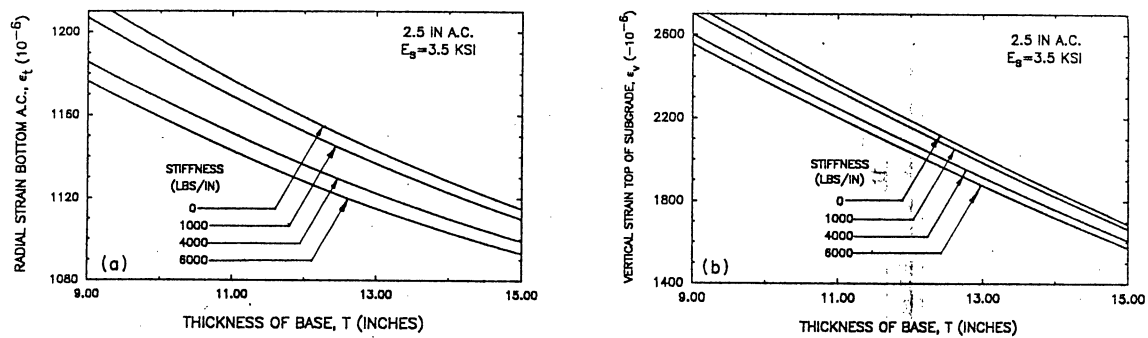 RADIAL STRAIN BOTTOM A.C., εt (10−6)
1200
1160
1120
1080
2.5 IN A.C.
Es=3.5 KSI
STIFFNESS
(LBS/IN)
0
1000
4000
6000
(a)
9.00 11.00 13.00 15.00
THICKNESS OF BASE, T (INCHES)
VERTICAL STRAIN TOP OF SUBGRADE, εv (−10−6)
2600
2200
1800
1400
2.5 IN A.C.
Es=3.5 KSI
STIFFNESS
(LBS/IN)
0
1000
4000
6000
(b)
9.00 11.00 13.00 15.00
THICKNESS OF BASE, T (INCHES)